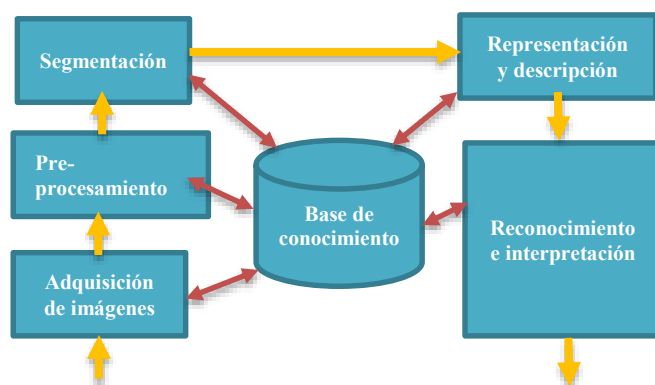 Segmentación
Representación
y descripción
Pre-
procesamiento
Base de
conocimiento
Reconocimiento
e interpretación
Adquisición
de imágenes